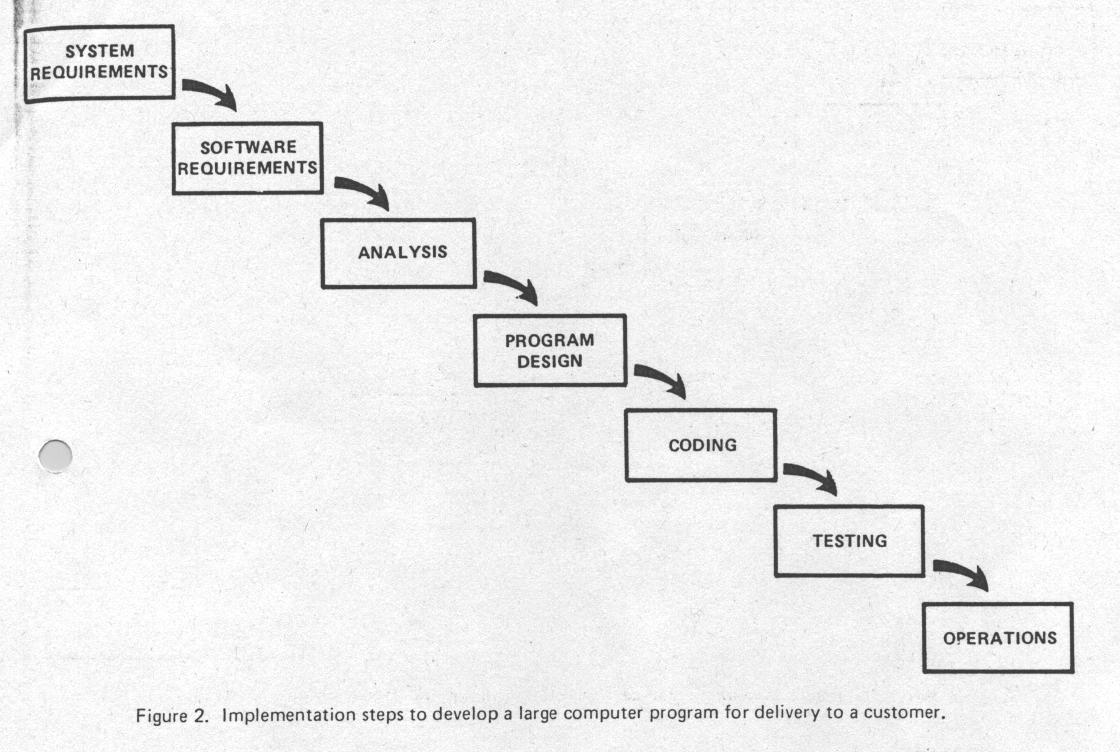 SYSTEM
REQUIREMENTS
SOFTWARE
REQUIREMENTS
ANALYSIS
PROGRAM
DESIGN
CODING
TESTING
OPERATIONS
Figure 2. Implementation steps to develop a large computer program for delivery to a customer.